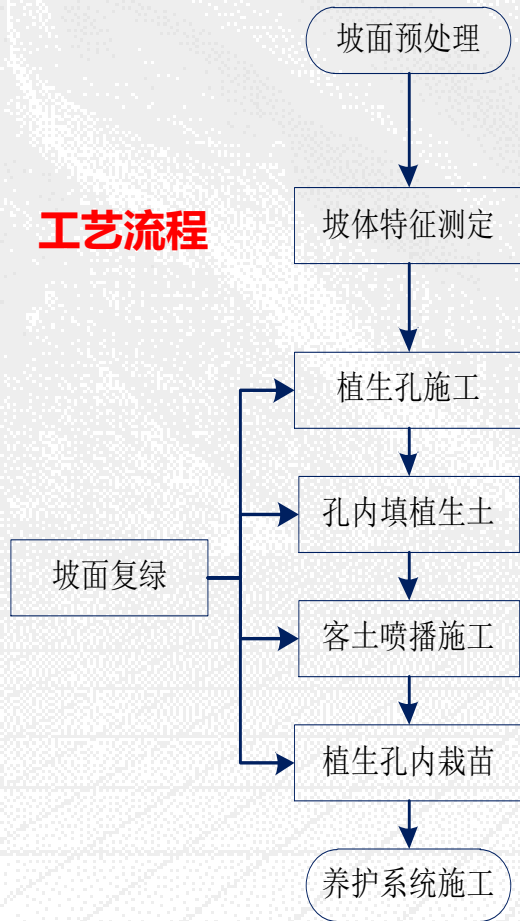 坡面预处理
工艺流程
坡体特征测定
植生孔施工
孔内填植生土
坡面复绿
客土喷播施工
植生孔内栽苗
养护系统施工